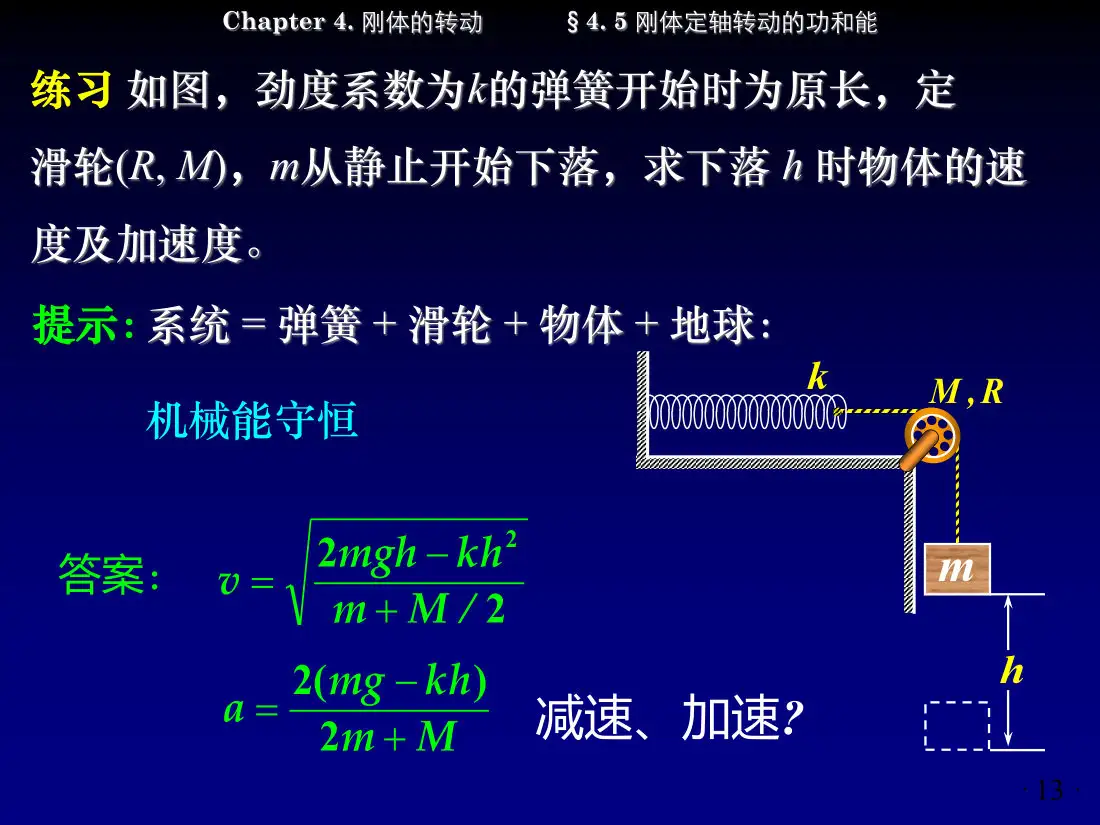 Chapter 4. 刚体的转动 §4. 5 刚体定轴转动的功和能
练习 如图，劲度系数为k的弹簧开始时为原长，定
滑轮(R, M)，m从静止开始下落，求下落 h 时物体的速
度及加速度。
提示：系统 = 弹簧 + 滑轮 + 物体 + 地球：
机械能守恒
k
M , R
m
h
答案： v = √((2mgh − kh²) / (m + M / 2))
a = 2(mg − kh) / (2m + M) 减速、加速?
· 13 ·